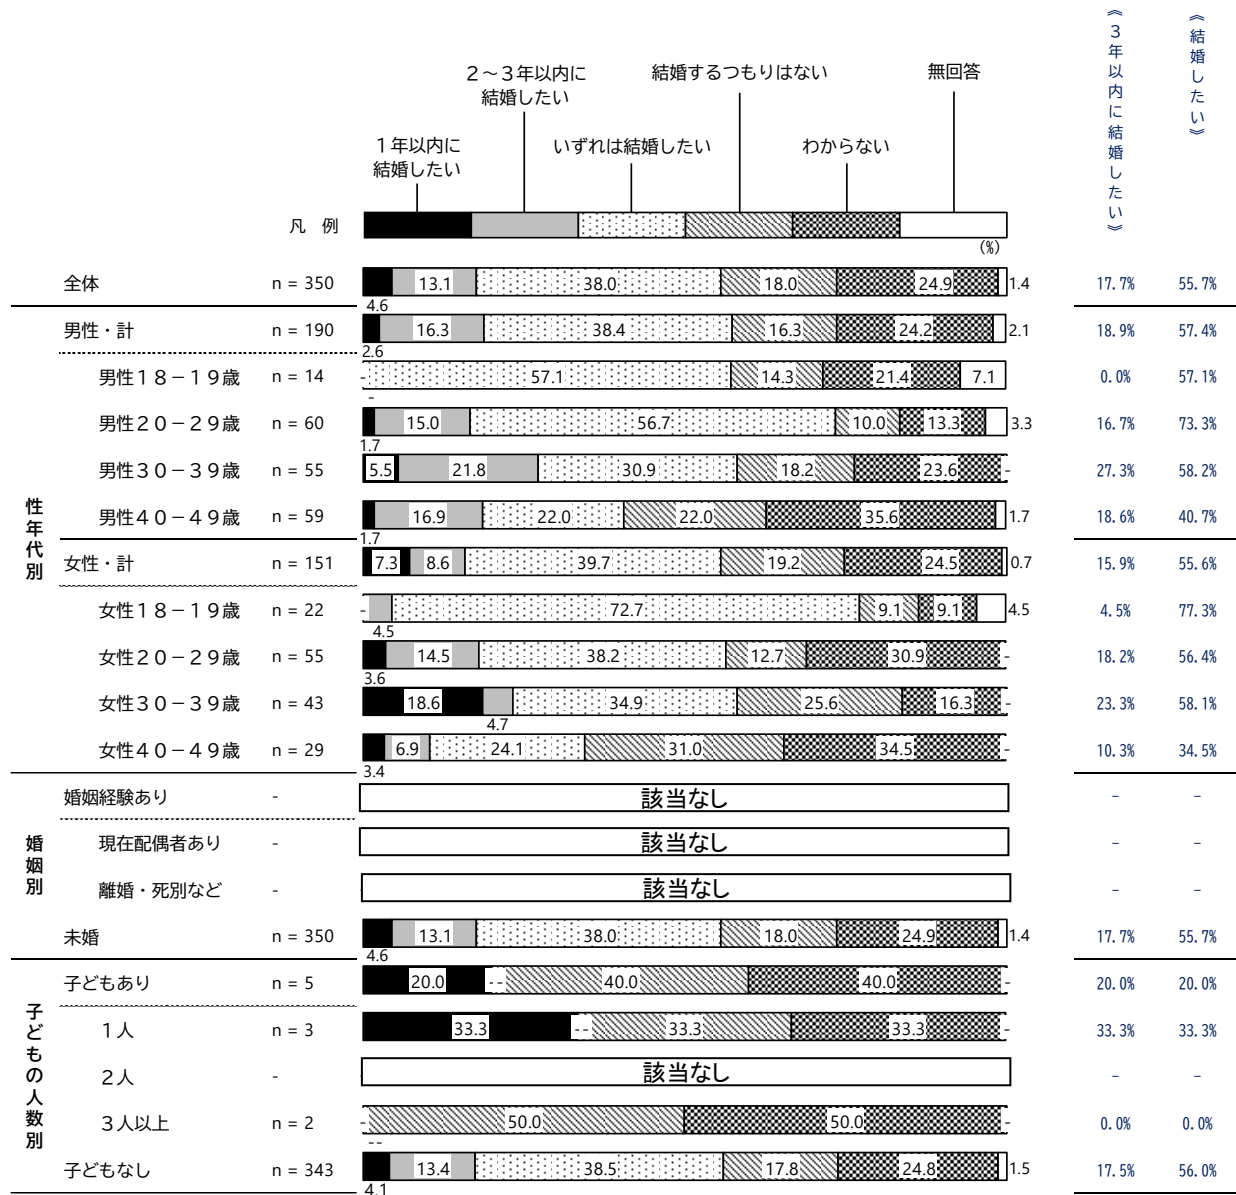 《３年以内に結婚したい》
《結婚したい》
２～３年以内に
結婚したい
結婚するつもりはない
無回答
１年以内に
結婚したい
いずれは結婚したい
わからない
凡 例
(%)
全体 n = 350 13.1 38.0 18.0 24.9 1.4 17.7% 55.7%
4.6
男性・計 n = 190 16.3 38.4 16.3 24.2 2.1 18.9% 57.4%
2.6
男性１８－１９歳 n = 14 - 57.1 14.3 21.4 7.1 0.0% 57.1%
-
男性２０－２９歳 n = 60 15.0 56.7 10.0 13.3 3.3 16.7% 73.3%
1.7
男性３０－３９歳 n = 55 5.5 21.8 30.9 18.2 23.6 - 27.3% 58.2%
性年代別
男性４０－４９歳 n = 59 16.9 22.0 22.0 35.6 1.7 18.6% 40.7%
1.7
女性・計 n = 151 7.3 8.6 39.7 19.2 24.5 0.7 15.9% 55.6%
女性１８－１９歳 n = 22 - 72.7 9.1 9.1 4.5 4.5% 77.3%
4.5
女性２０－２９歳 n = 55 14.5 38.2 12.7 30.9 - 18.2% 56.4%
3.6
女性３０－３９歳 n = 43 18.6 34.9 25.6 16.3 - 23.3% 58.1%
4.7
女性４０－４９歳 n = 29 6.9 24.1 31.0 34.5 - 10.3% 34.5%
3.4
婚姻経験あり - 該当なし - -
婚姻別
現在配偶者あり - 該当なし - -
離婚・死別など - 該当なし - -
未婚 n = 350 13.1 38.0 18.0 24.9 1.4 17.7% 55.7%
4.6
子どもあり n = 5 20.0 - - 40.0 40.0 - 20.0% 20.0%
子どもの人数別
１人 n = 3 33.3 - - 33.3 33.3 - 33.3% 33.3%
２人 - 該当なし - -
３人以上 n = 2 - 50.0 50.0 - 0.0% 0.0%
- -
子どもなし n = 343 13.4 38.5 17.8 24.8 1.5 17.5% 56.0%
4.1